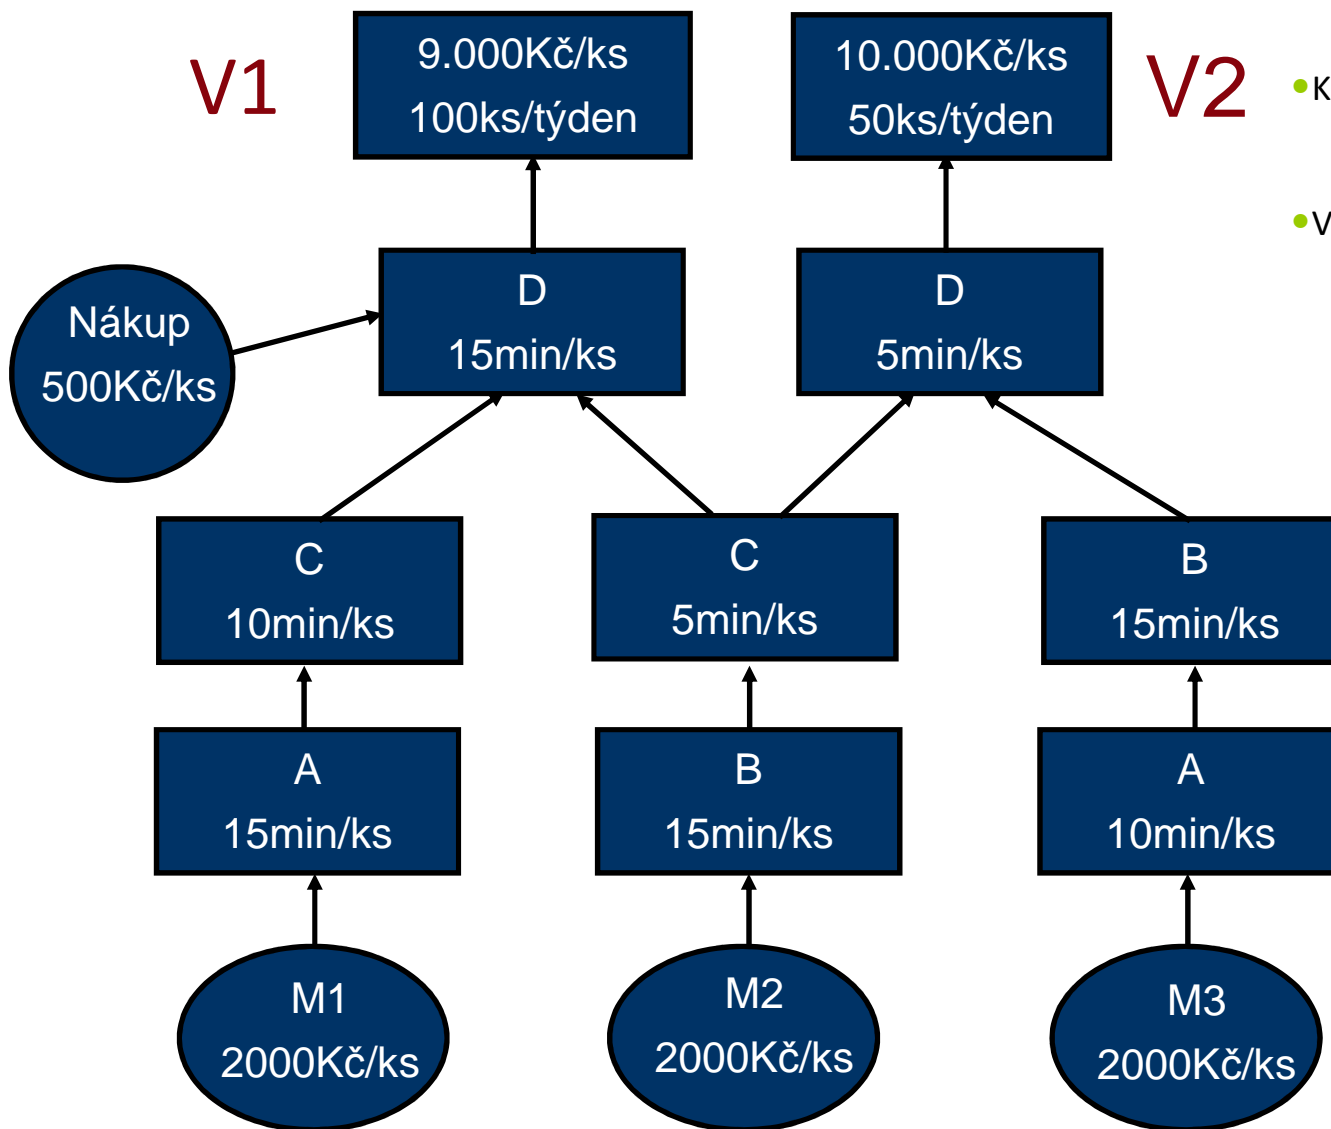 V1
9.000Kč/ks
100ks/týden
10.000Kč/ks
50ks/týden
V2
•K
•V
Nákup
500Kč/ks
D
15min/ks
D
5min/ks
C
10min/ks
C
5min/ks
B
15min/ks
A
15min/ks
B
15min/ks
A
10min/ks
M1
2000Kč/ks
M2
2000Kč/ks
M3
2000Kč/ks